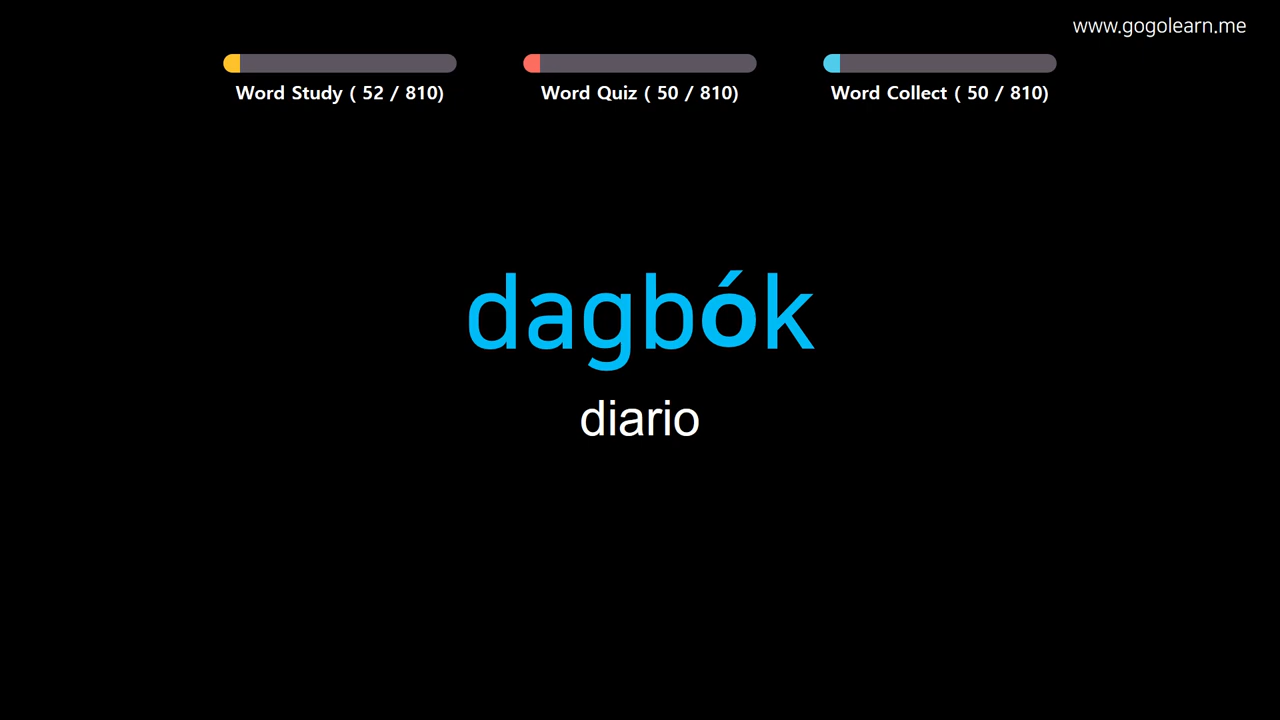 www.gogolearn.me
Word Study ( 52 / 810)
Word Quiz ( 50 / 810)
Word Collect ( 50 / 810)
dagbók
diario